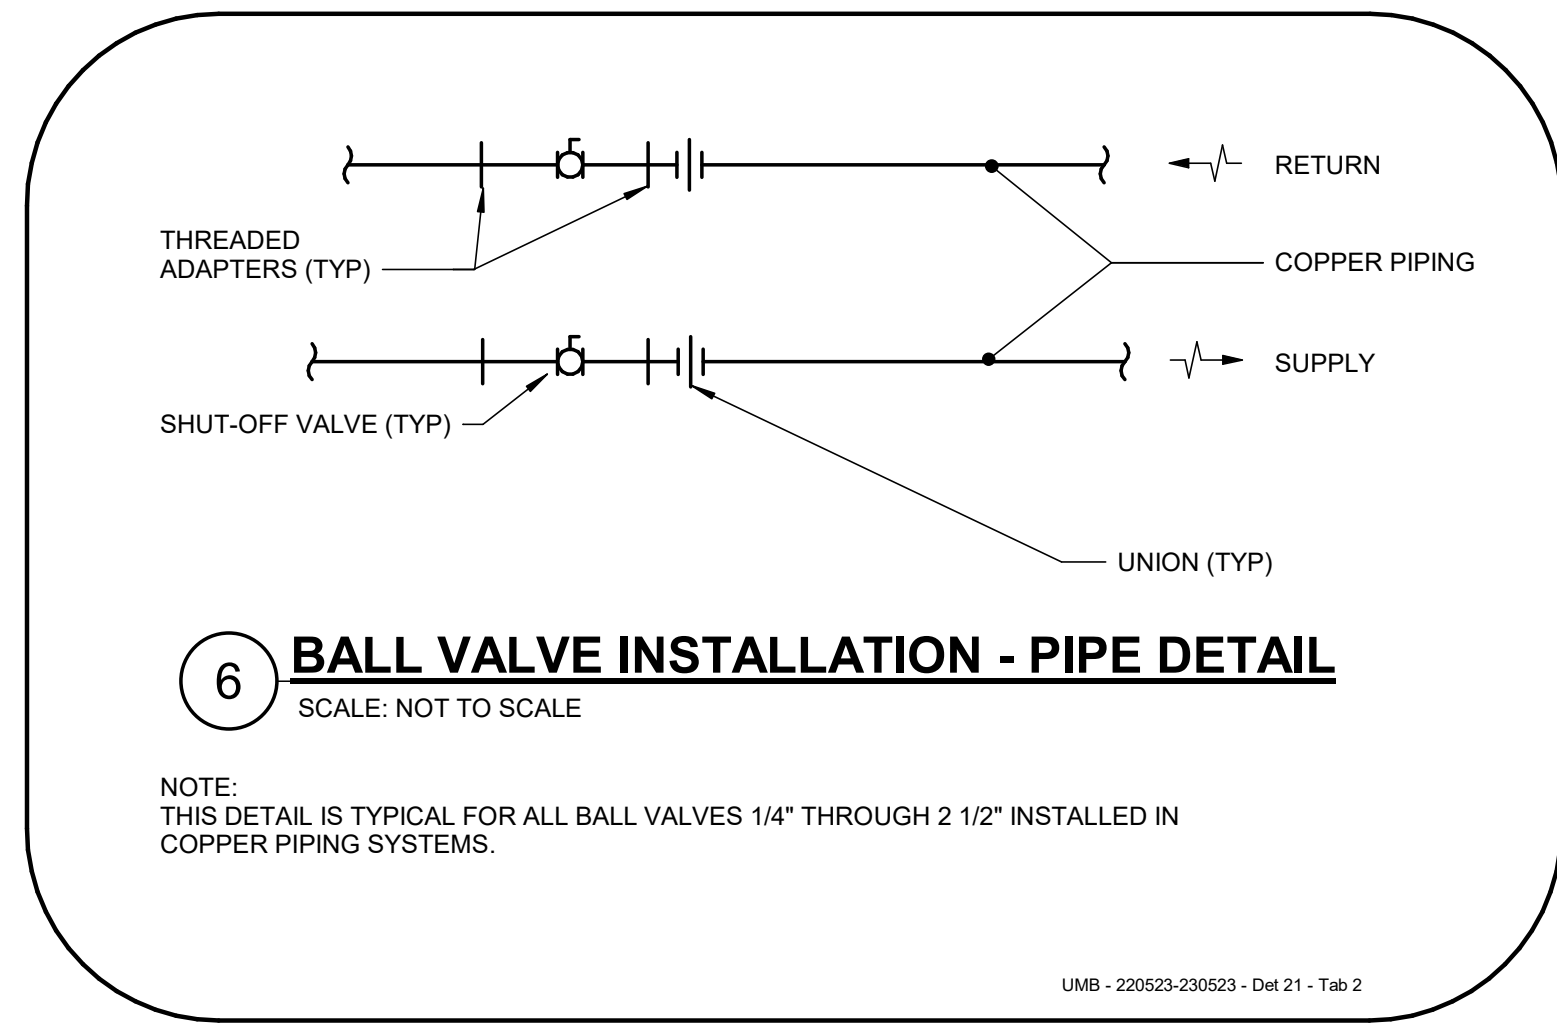 RETURN
THREADED
ADAPTERS (TYP)
COPPER PIPING
SUPPLY
SHUT-OFF VALVE (TYP)
UNION (TYP)
6
BALL VALVE INSTALLATION - PIPE DETAIL
SCALE: NOT TO SCALE
NOTE:
THIS DETAIL IS TYPICAL FOR ALL BALL VALVES 1/4" THROUGH 2 1/2" INSTALLED IN
COPPER PIPING SYSTEMS.
UMB - 220523-230523 - Det 21 - Tab 2